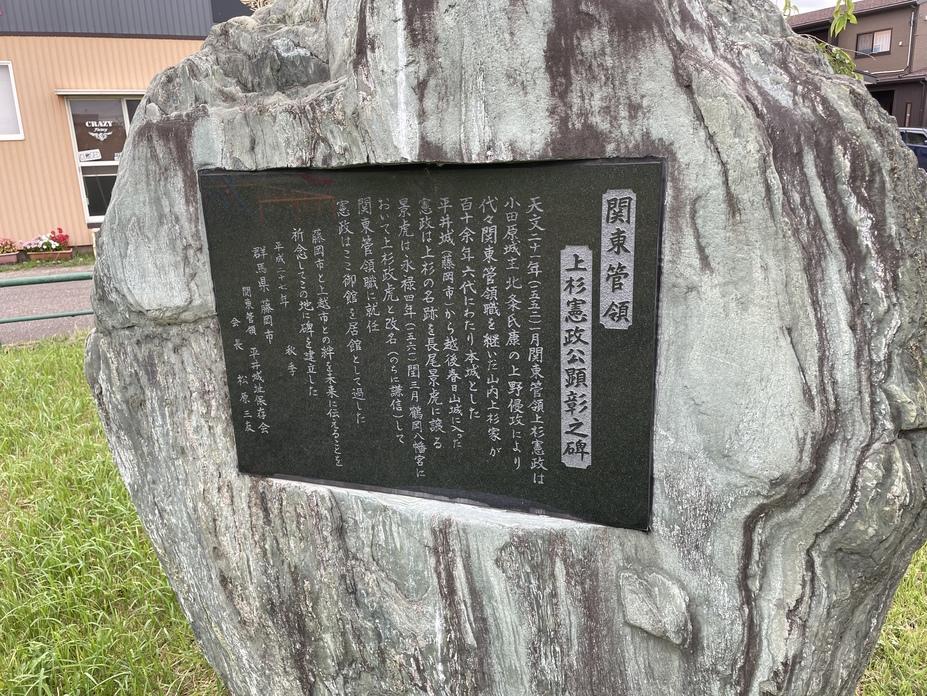 関東管領
上杉憲政公顕彰之碑
天文二十一年(一五五二)一月関東管領上杉憲政は
小田原城主 北条氏康の上野侵攻により
代々関東管領職を継いだ山内上杉家が
百十余年六代にわたり本城とした
平井城(藤岡市)から越後春日山城に入った
憲政は上杉の名跡を長尾景虎に譲る
景虎は永禄四年(一五六一)閏三月鶴岡八幡宮に
おいて上杉政虎と改名(のちに謙信)して
関東管領職に就任
憲政はここ御館を居館として過した
藤岡市と上越市との絆を未来に伝えることを
祈念してこの地に碑を建立した
平成二十七年 秋季
群馬県 藤岡市
関東管領 平井城址保存会
会長 松原三友
CRAZY